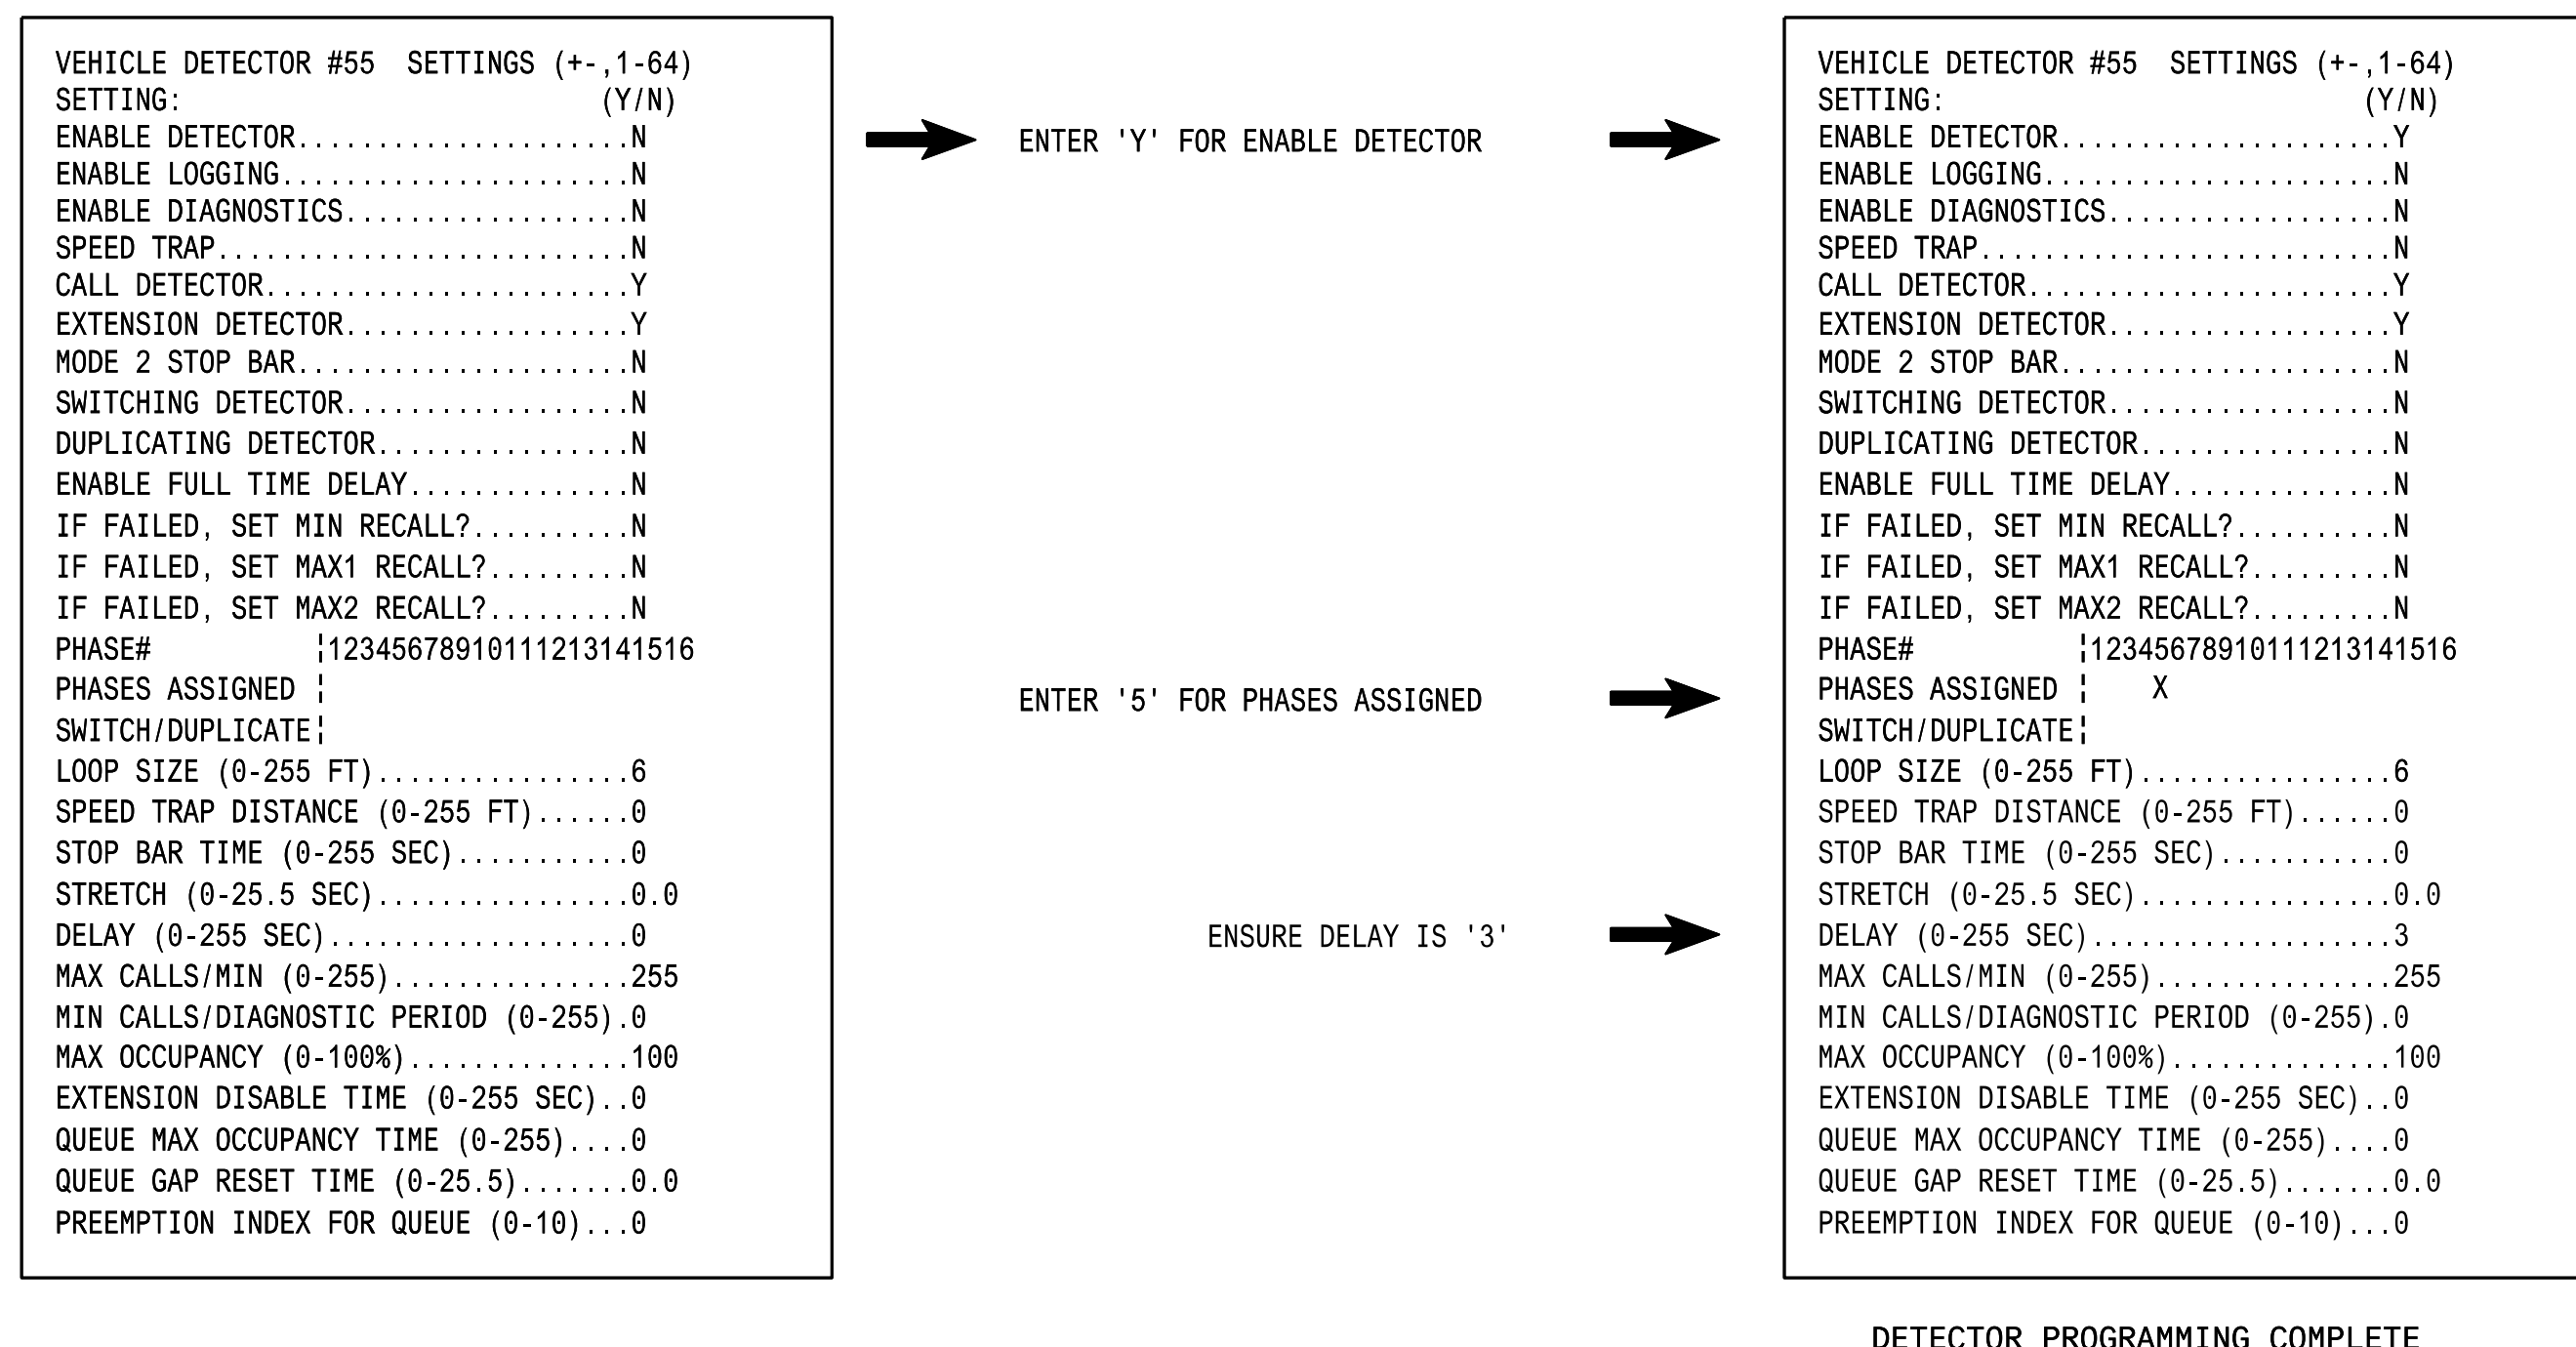 VEHICLE DETECTOR #55  SETTINGS (+-,1-64)
SETTING:                          (Y/N)
ENABLE DETECTOR.....................N
ENABLE LOGGING......................N
ENABLE DIAGNOSTICS..................N
SPEED TRAP..........................N
CALL DETECTOR.......................Y
EXTENSION DETECTOR..................Y
MODE 2 STOP BAR.....................N
SWITCHING DETECTOR..................N
DUPLICATING DETECTOR................N
ENABLE FULL TIME DELAY..............N
IF FAILED, SET MIN RECALL?..........N
IF FAILED, SET MAX1 RECALL?.........N
IF FAILED, SET MAX2 RECALL?.........N
PHASE#          ¦12345678910111213141516
PHASES ASSIGNED ¦
SWITCH/DUPLICATE¦
LOOP SIZE (0-255 FT)................6
SPEED TRAP DISTANCE (0-255 FT)......0
STOP BAR TIME (0-255 SEC)...........0
STRETCH (0-25.5 SEC)................0.0
DELAY (0-255 SEC)...................0
MAX CALLS/MIN (0-255)...............255
MIN CALLS/DIAGNOSTIC PERIOD (0-255).0
MAX OCCUPANCY (0-100%)..............100
EXTENSION DISABLE TIME (0-255 SEC)..0
QUEUE MAX OCCUPANCY TIME (0-255)....0
QUEUE GAP RESET TIME (0-25.5).......0.0
PREEMPTION INDEX FOR QUEUE (0-10)...0
ENTER 'Y' FOR ENABLE DETECTOR
ENTER '5' FOR PHASES ASSIGNED
ENSURE DELAY IS '3'
VEHICLE DETECTOR #55  SETTINGS (+-,1-64)
SETTING:                          (Y/N)
ENABLE DETECTOR.....................Y
ENABLE LOGGING......................N
ENABLE DIAGNOSTICS..................N
SPEED TRAP..........................N
CALL DETECTOR.......................Y
EXTENSION DETECTOR..................Y
MODE 2 STOP BAR.....................N
SWITCHING DETECTOR..................N
DUPLICATING DETECTOR................N
ENABLE FULL TIME DELAY..............N
IF FAILED, SET MIN RECALL?..........N
IF FAILED, SET MAX1 RECALL?.........N
IF FAILED, SET MAX2 RECALL?.........N
PHASE#          ¦12345678910111213141516
PHASES ASSIGNED ¦    X
SWITCH/DUPLICATE¦
LOOP SIZE (0-255 FT)................6
SPEED TRAP DISTANCE (0-255 FT)......0
STOP BAR TIME (0-255 SEC)...........0
STRETCH (0-25.5 SEC)................0.0
DELAY (0-255 SEC)...................3
MAX CALLS/MIN (0-255)...............255
MIN CALLS/DIAGNOSTIC PERIOD (0-255).0
MAX OCCUPANCY (0-100%)..............100
EXTENSION DISABLE TIME (0-255 SEC)..0
QUEUE MAX OCCUPANCY TIME (0-255)....0
QUEUE GAP RESET TIME (0-25.5).......0.0
PREEMPTION INDEX FOR QUEUE (0-10)...0
DETECTOR PROGRAMMING COMPLETE